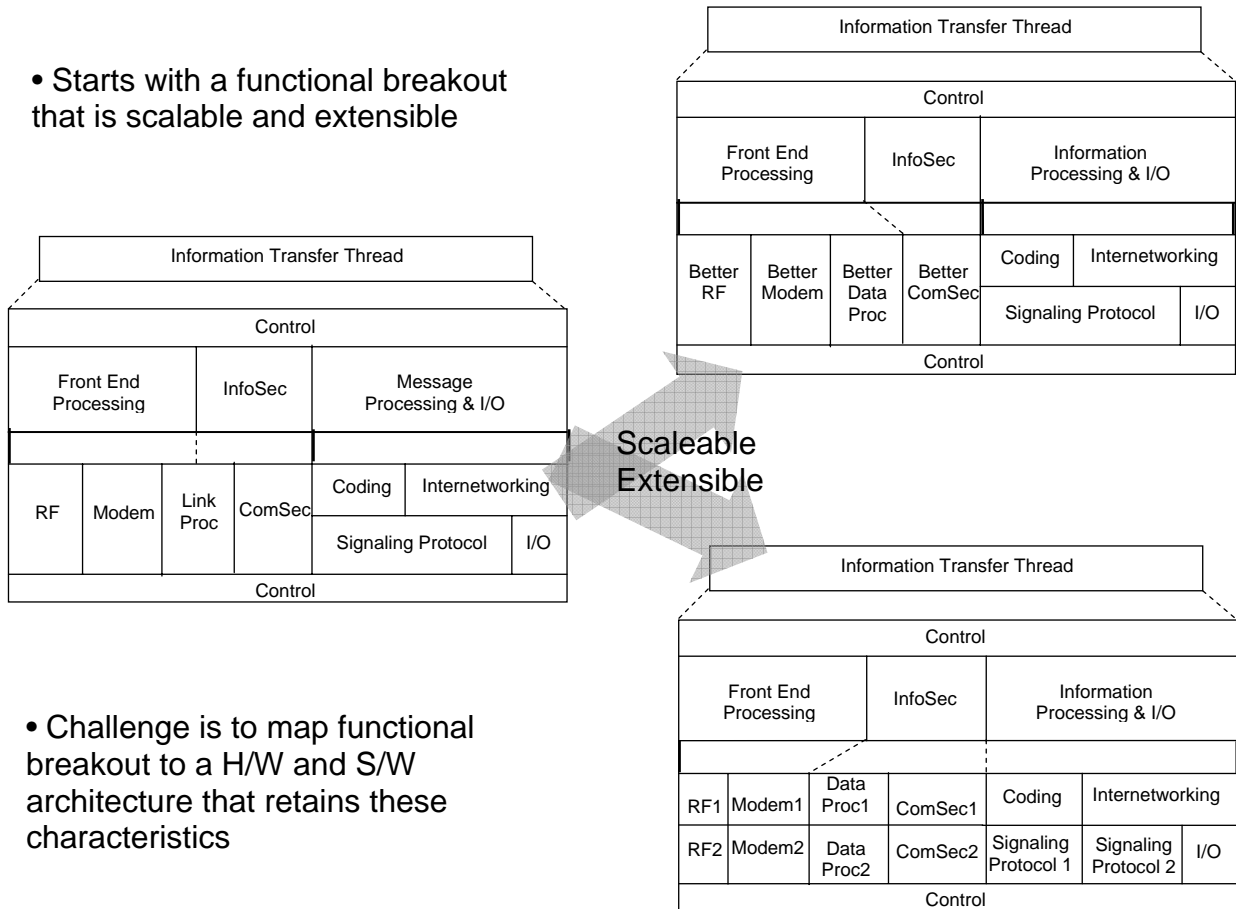 • Starts with a functional breakout
that is scalable and extensible
Information Transfer Thread
Control
Front End
Processing
InfoSec
Message
Processing & I/O
RF
Modem
Link
Proc
ComSec
Coding
Internetworking
Signaling Protocol
I/O
Control
• Challenge is to map functional
breakout to a H/W and S/W
architecture that retains these
characteristics
Scaleable
Extensible
Information Transfer Thread
Control
Front End
Processing
InfoSec
Information
Processing & I/O
Better
RF
Better
Modem
Better
Data
Proc
Better
ComSec
Coding
Internetworking
Signaling Protocol
I/O
Control
Information Transfer Thread
Control
Front End
Processing
InfoSec
Information
Processing & I/O
RF1
Modem1
Data
Proc1
ComSec1
Coding
Internetworking
RF2
Modem2
Data
Proc2
ComSec2
Signaling
Protocol 1
Signaling
Protocol 2
I/O
Control